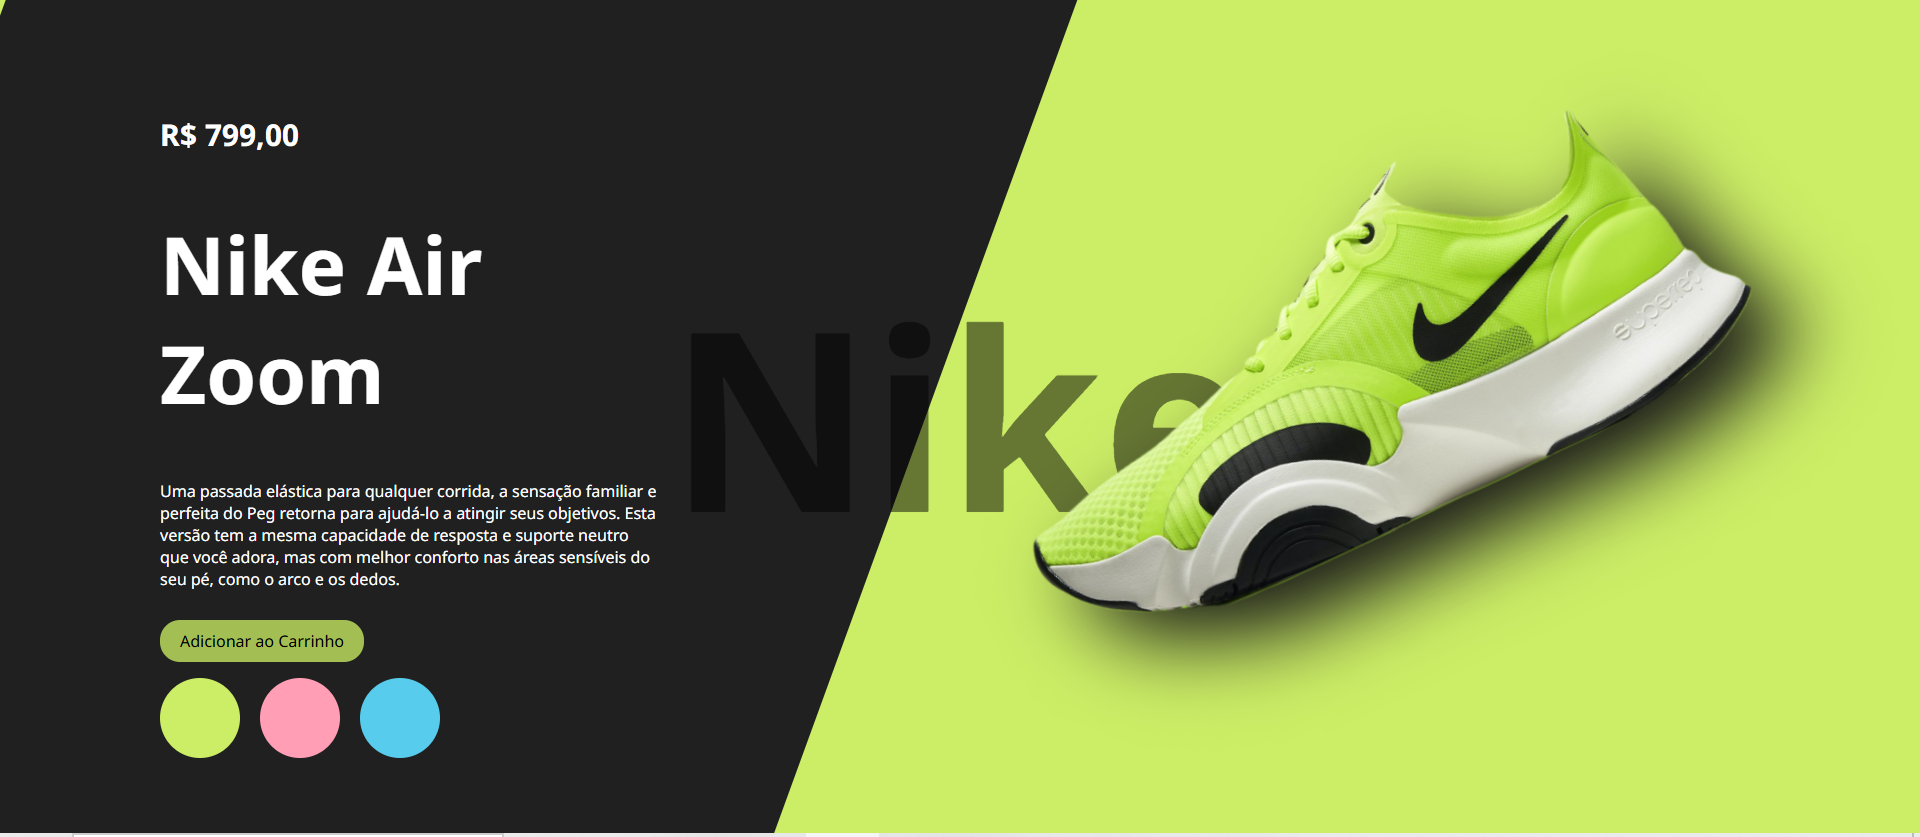 R$ 799,00
Nike Air
Zoom
Nike
Uma passada elástica para qualquer corrida, a sensação familiar e
perfeita do Peg retorna para ajudá-lo a atingir seus objetivos. Esta
versão tem a mesma capacidade de resposta e suporte neutro
que você adora, mas com melhor conforto nas áreas sensíveis do
seu pé, como o arco e os dedos.
Adicionar ao Carrinho
superrep